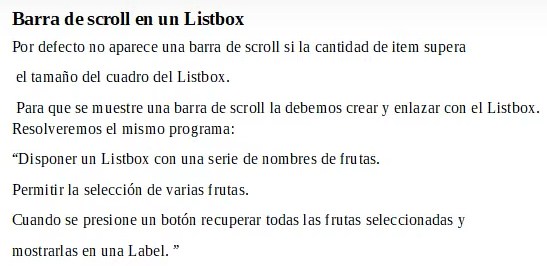 Barra de scroll en un Listbox
Por defecto no aparece una barra de scroll si la cantidad de item supera
el tamaño del cuadro del Listbox.
Para que se muestre una barra de scroll la debemos crear y enlazar con el Listbox.
Resolveremos el mismo programa:
“Disponer un Listbox con una serie de nombres de frutas.
Permitir la selección de varias frutas.
Cuando se presione un botón recuperar todas las frutas seleccionadas y
mostrarlas en una Label. ”